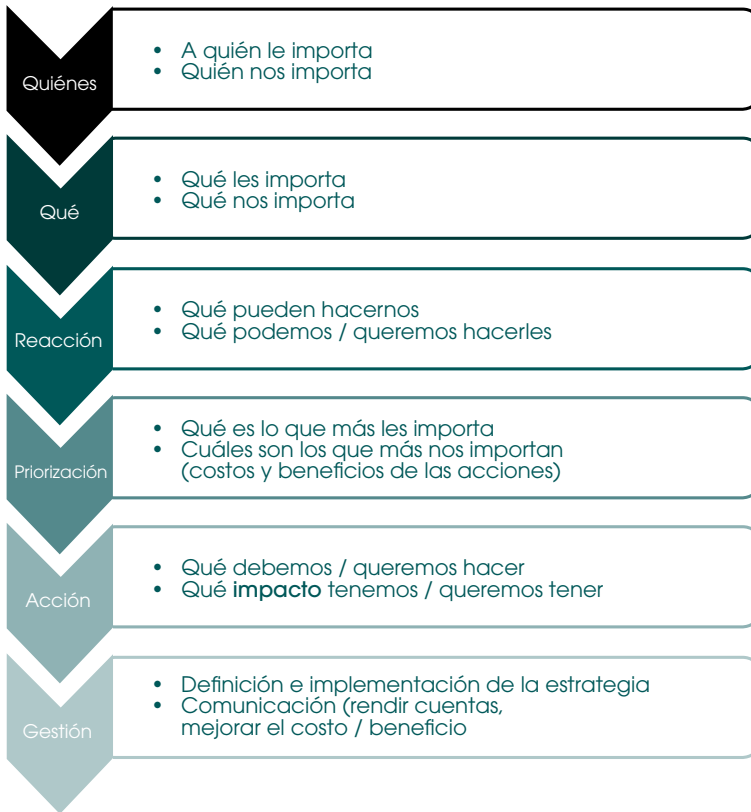 Quiénes
• A quién le importa
• Quién nos importa
Qué
• Qué les importa
• Qué nos importa
Reacción
• Qué pueden hacernos
• Qué podemos / queremos hacerles
Priorización
• Qué es lo que más les importa
• Cuáles son los que más nos importan
(costos y beneficios de las acciones)
Acción
• Qué debemos / queremos hacer
• Qué impacto tenemos / queremos tener
Gestión
• Definición e implementación de la estrategia
• Comunicación (rendir cuentas,
mejorar el costo / beneficio